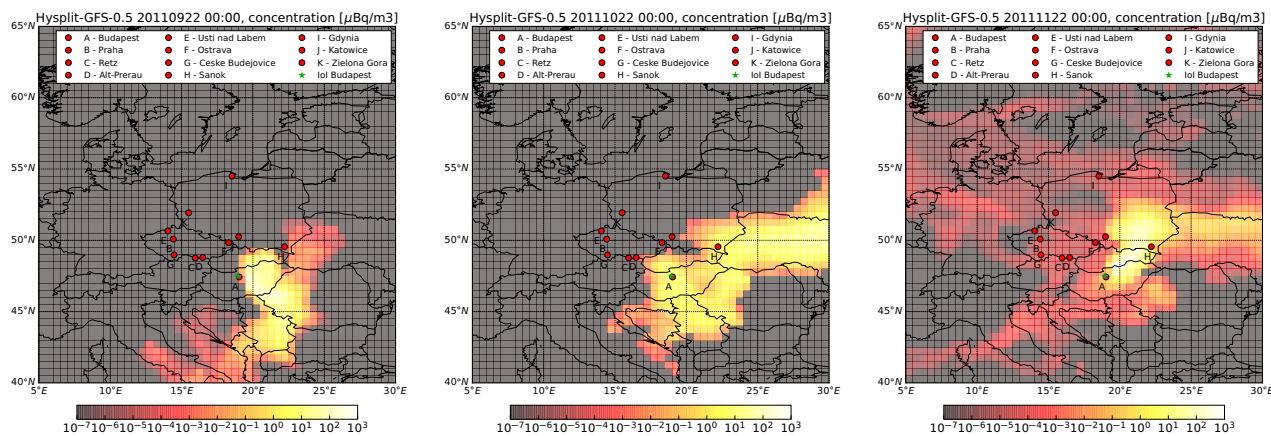 Hysplit-GFS-0.5 20110922 00:00, concentration [μBq/m3]
65°N
A - Budapest
E - Usti nad Labem
I - Gdynia
B - Praha
F - Ostrava
J - Katowice
C - Retz
G - Ceske Budejovice
K - Zielona Gora
D - Alt-Prerau
H - Sanok
IoI Budapest
60°N
55°N
I
50°N
E
B
G
C
D
A
45°N
40°N
5°E 10°E 15°E 20°E 25°E 30°E
10⁻⁷ 10⁻⁶ 10⁻⁵ 10⁻⁴ 10⁻³ 10⁻² 10⁻¹ 10⁰ 10¹ 10² 10³
Hysplit-GFS-0.5 20111022 00:00, concentration [μBq/m3]
65°N
A - Budapest
E - Usti nad Labem
I - Gdynia
B - Praha
F - Ostrava
J - Katowice
C - Retz
G - Ceske Budejovice
K - Zielona Gora
D - Alt-Prerau
H - Sanok
IoI Budapest
60°N
55°N
I
50°N
E
B
G
C
D
H
A
45°N
40°N
5°E 10°E 15°E 20°E 25°E 30°E
10⁻⁷ 10⁻⁶ 10⁻⁵ 10⁻⁴ 10⁻³ 10⁻² 10⁻¹ 10⁰ 10¹ 10² 10³
Hysplit-GFS-0.5 20111122 00:00, concentration [μBq/m3]
65°N
A - Budapest
E - Usti nad Labem
I - Gdynia
B - Praha
F - Ostrava
J - Katowice
C - Retz
G - Ceske Budejovice
K - Zielona Gora
D - Alt-Prerau
H - Sanok
IoI Budapest
60°N
55°N
I
K
50°N
E
B
F
G
C
D
H
A
45°N
40°N
5°E 10°E 15°E 20°E 25°E 30°E
10⁻⁷ 10⁻⁶ 10⁻⁵ 10⁻⁴ 10⁻³ 10⁻² 10⁻¹ 10⁰ 10¹ 10² 10³